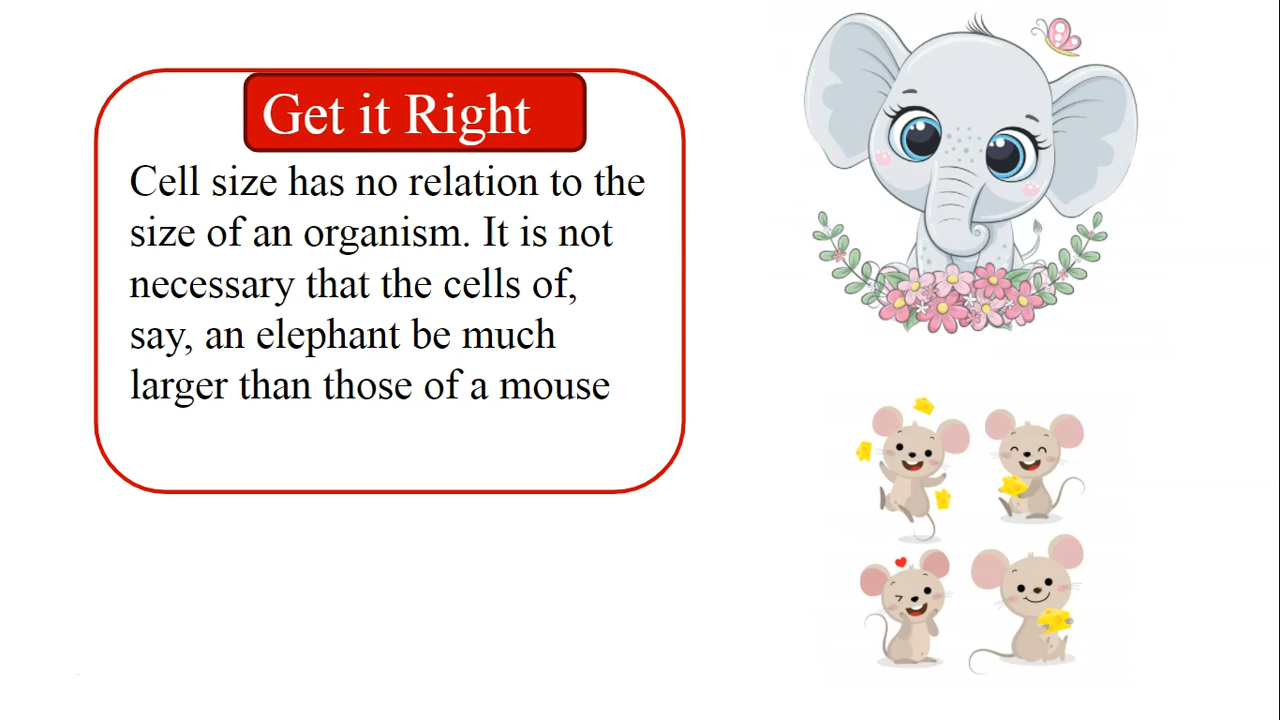 Get it Right
Cell size has no relation to the
size of an organism. It is not
necessary that the cells of,
say, an elephant be much
larger than those of a mouse